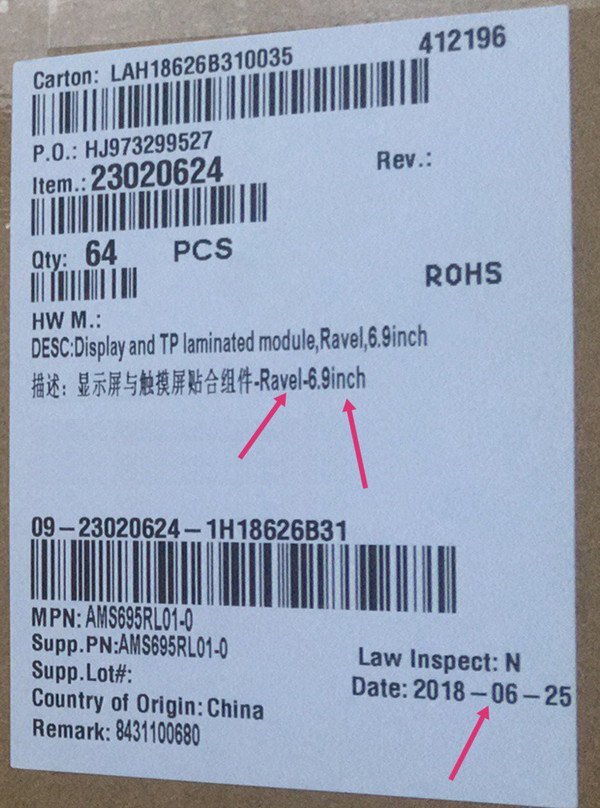 Carton: LAH18626B310035
412196
P.O.: HJ973299527
Item.: 23020624
Rev.:
Qty: 64 PCS
ROHS
HW M.:
DESC:Display and TP laminated module,Ravel,6.9inch
描述: 显示屏与触摸屏贴合组件-Ravel-6.9inch
09-23020624-1H18626B31
MPN: AMS695RL01-0
Supp.PN:AMS695RL01-0
Law Inspect: N
Supp.Lot#:
Date: 2018-06-25
Country of Origin: China
Remark: 8431100680